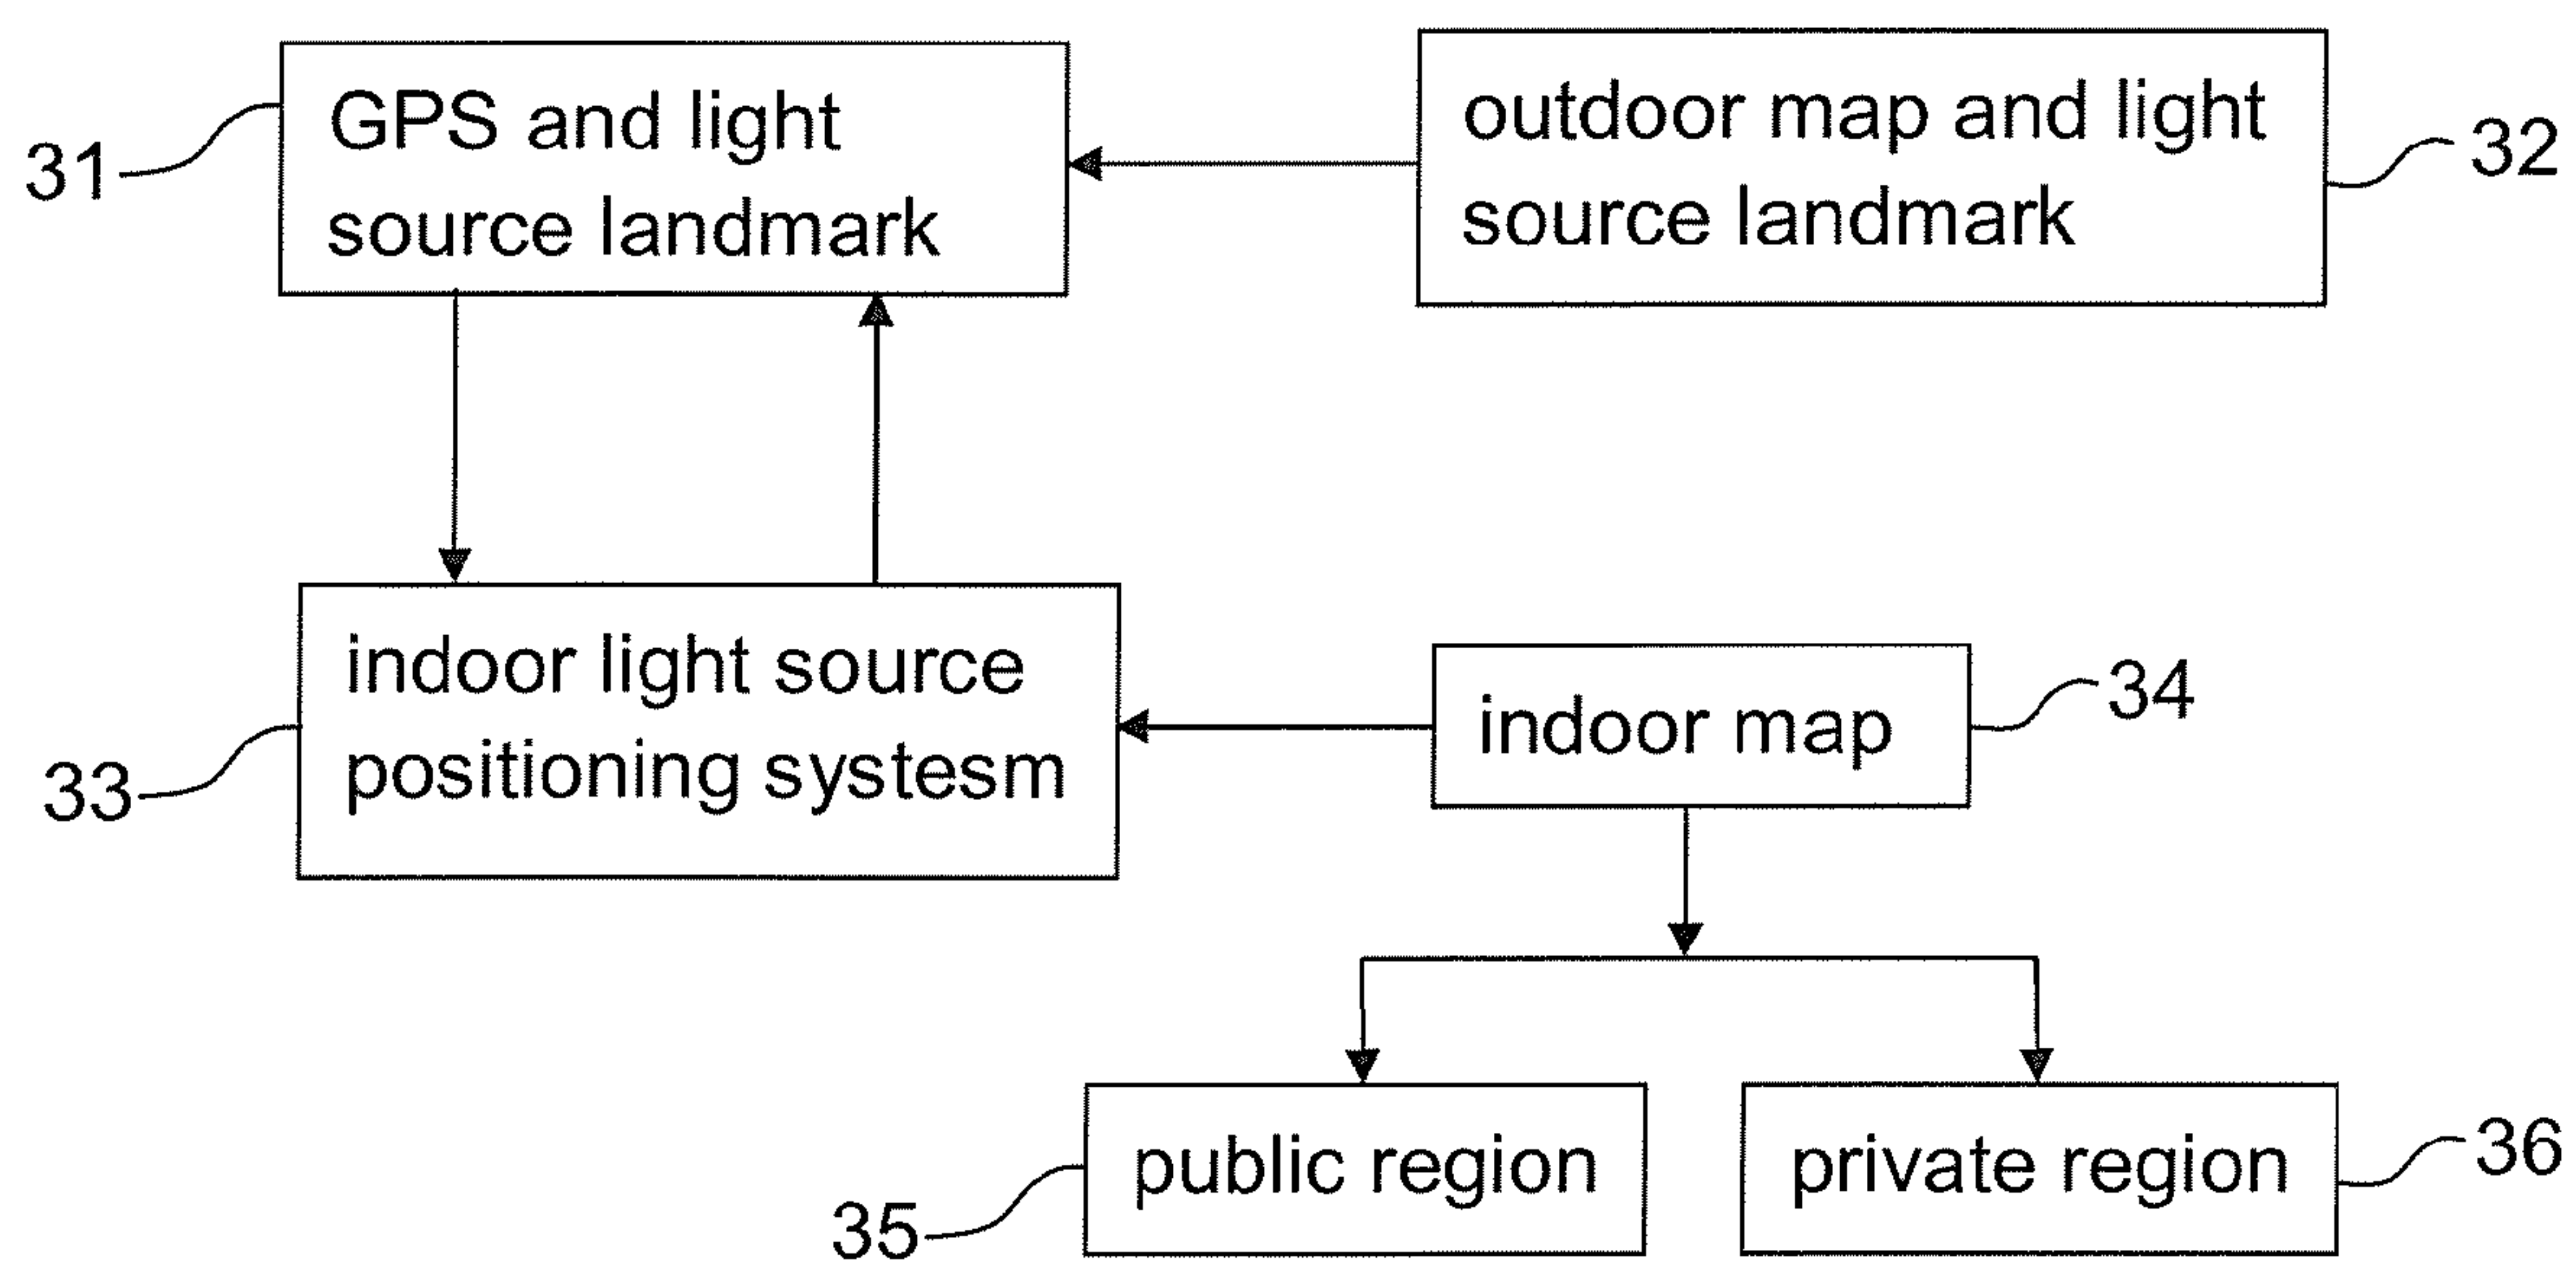 GPS and light
source landmark
31
outdoor map and light
source landmark
32
indoor light source
positioning systesm
33
indoor map
34
public region
35
private region
36